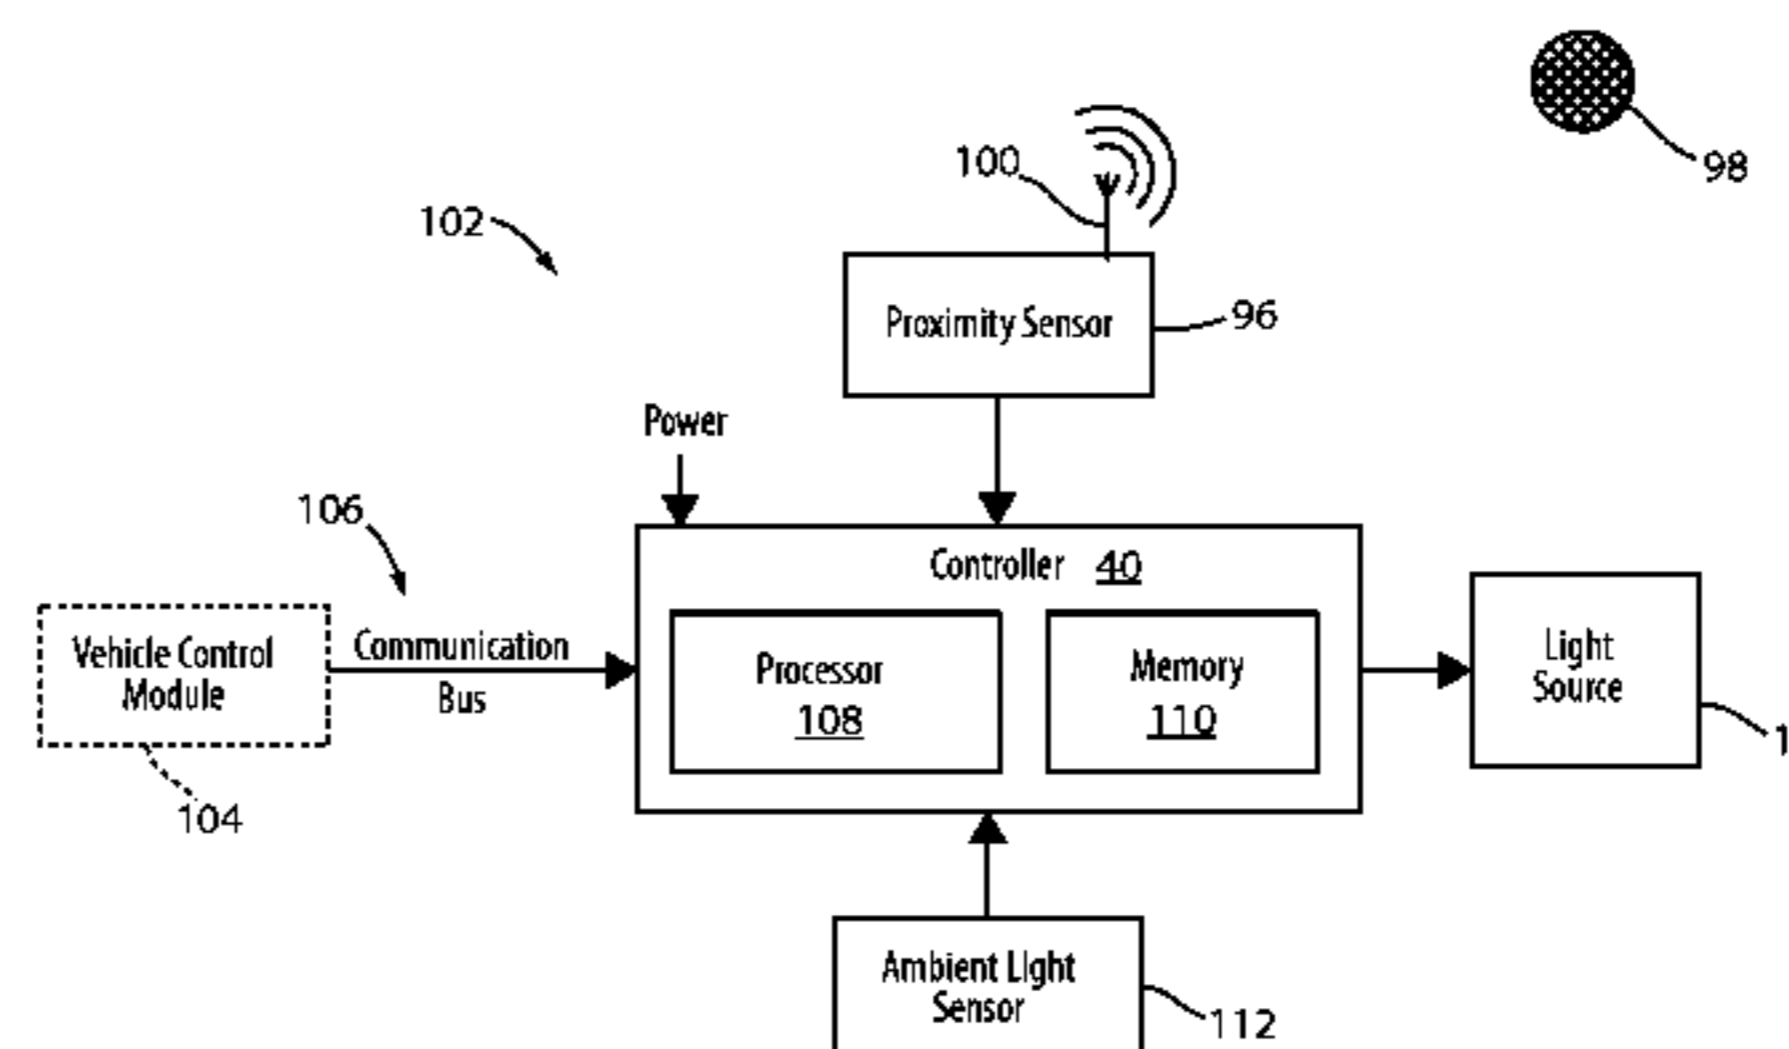 98
100
102
Proximity Sensor
96
Power
106
Controller 40
Vehicle Control
Module
104
Communication
Bus
Processor
108
Memory
110
Light
Source
1
Ambient Light
Sensor
112